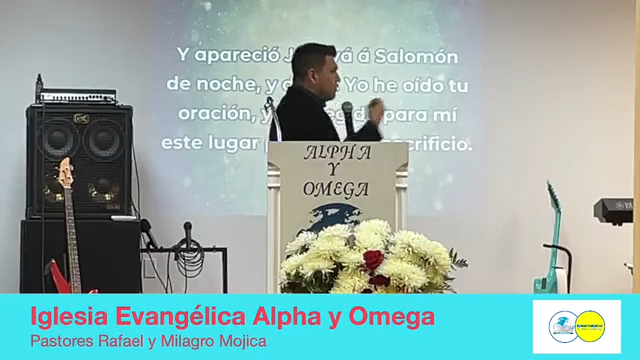 Y apareció á Salomón
de noche, y Yo he oído tu
oración, y para mí
este lugar
ALPHA
Y
OMEGA
Iglesia Evangélica Alpha y Omega
Pastores Rafael y Milagro Mojica